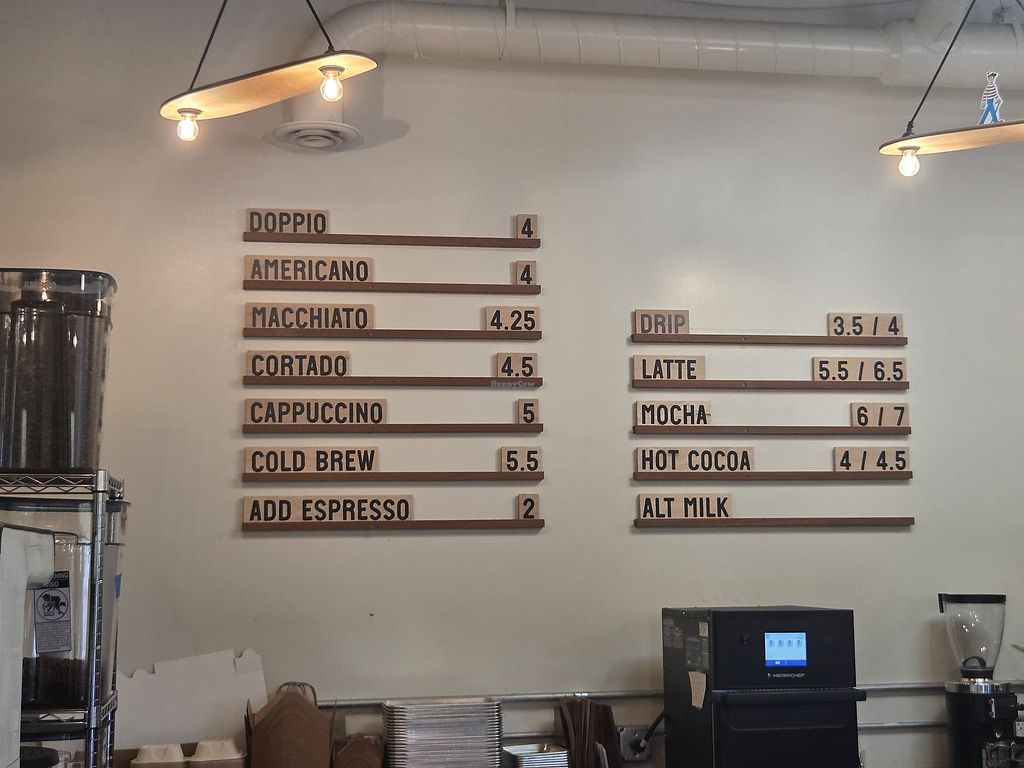 DOPPIO 4
AMERICANO 4
MACCHIATO 4.25
CORTADO 4.5
CAPPUCCINO 5
COLD BREW 5.5
ADD ESPRESSO 2
DRIP 3.5 / 4
LATTE 5.5 / 6.5
MOCHA 6 / 7
HOT COCOA 4 / 4.5
ALT MILK
HappyCow
MERRYCHEF